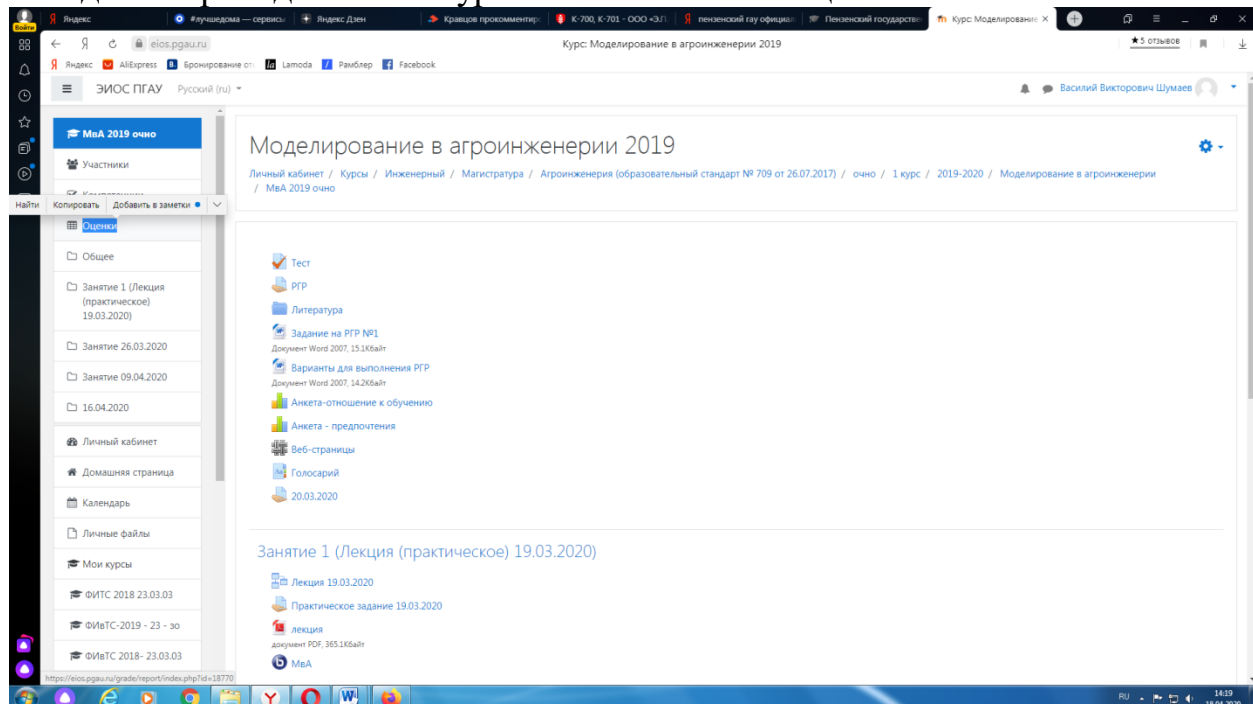 Войти
Яндекс
#лучшедома — сервисы
Яндекс Дзен
Кравцов прокомментир
К-700, К-701 - ООО «Э.П.
пензенский гау официал
Пензенский государствен
Курс: Моделирование
eios.pgau.ru
Курс: Моделирование в агроинженерии 2019
★5 отзывов
Яндекс
AliExpress
Бронирование от
Lamoda
Рамблер
Facebook
ЭИОС ПГАУ
Русский (ru)
Василий Викторович Шумаев
МвА 2019 очно
Участники
Найти
Копировать
Добавить в заметки
Оценки
Общее
Занятие 1 (Лекция
(практическое)
19.03.2020)
Занятие 26.03.2020
Занятие 09.04.2020
16.04.2020
Личный кабинет
Домашняя страница
Календарь
Личные файлы
Мои курсы
ФИТС 2018 23.03.03
ФИвТС-2019 - 23 - зо
ФИвТС 2018- 23.03.03
Моделирование в агроинженерии 2019
Личный кабинет / Курсы / Инженерный / Магистратура / Агроинженерия (образовательный стандарт № 709 от 26.07.2017) / очно / 1 курс / 2019-2020 / Моделирование в агроинженерии
/ МвА 2019 очно
Тест
РГР
Литература
Задание на РГР №1
Документ Word 2007, 15.1Кбайт
Варианты для выполнения РГР
Документ Word 2007, 14.2Кбайт
Анкета-отношение к обучению
Анкета - предпочтения
Веб-страницы
Голосарий
20.03.2020
Занятие 1 (Лекция (практическое) 19.03.2020)
Лекция 19.03.2020
Практическое задание 19.03.2020
лекция
документ PDF, 365.1Кбайт
МвА
https://eios.pgau.ru/grade/report/index.php?id=18770
RU
14:19
18.04.2020